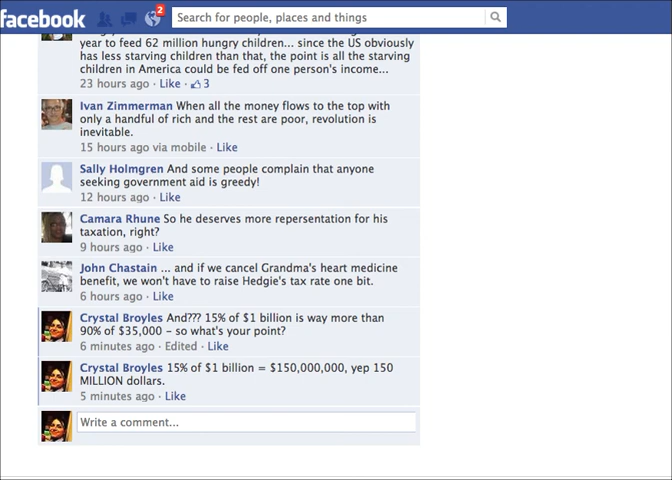 facebook
2
Search for people, places and things
year to feed 62 million hungry children... since the US obviously
has less starving children than that, the point is all the starving
children in America could be fed off one person's income...
23 hours ago · Like · 3
Ivan Zimmerman When all the money flows to the top with
only a handful of rich and the rest are poor, revolution is
inevitable.
15 hours ago via mobile · Like
Sally Holmgren And some people complain that anyone
seeking government aid is greedy!
12 hours ago · Like
Camara Rhune So he deserves more repersentation for his
taxation, right?
9 hours ago · Like
John Chastain ... and if we cancel Grandma's heart medicine
benefit, we won't have to raise Hedgie's tax rate one bit.
6 hours ago · Like
Crystal Broyles And??? 15% of $1 billion is way more than
90% of $35,000 – so what's your point?
6 minutes ago · Edited · Like
Crystal Broyles 15% of $1 billion = $150,000,000, yep 150
MILLION dollars.
5 minutes ago · Like
Write a comment...